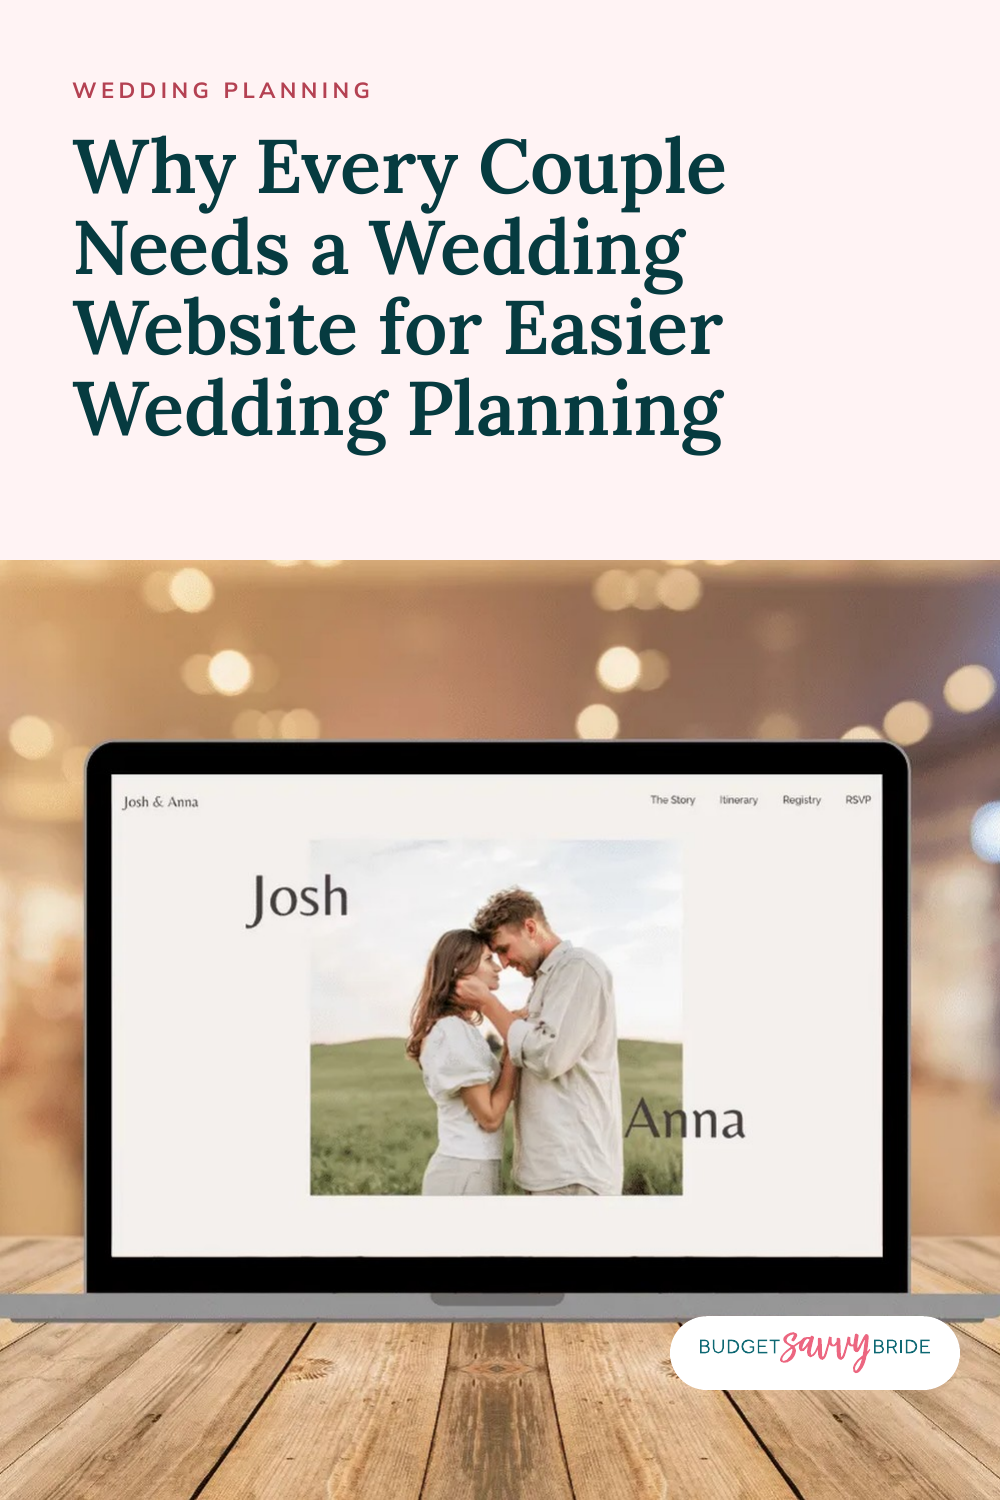 WEDDING PLANNING
Why Every Couple
Needs a Wedding
Website for Easier
Wedding Planning
Josh & Anna
The Story Itinerary Registry RSVP
Josh
Anna
BUDGET savvy BRIDE